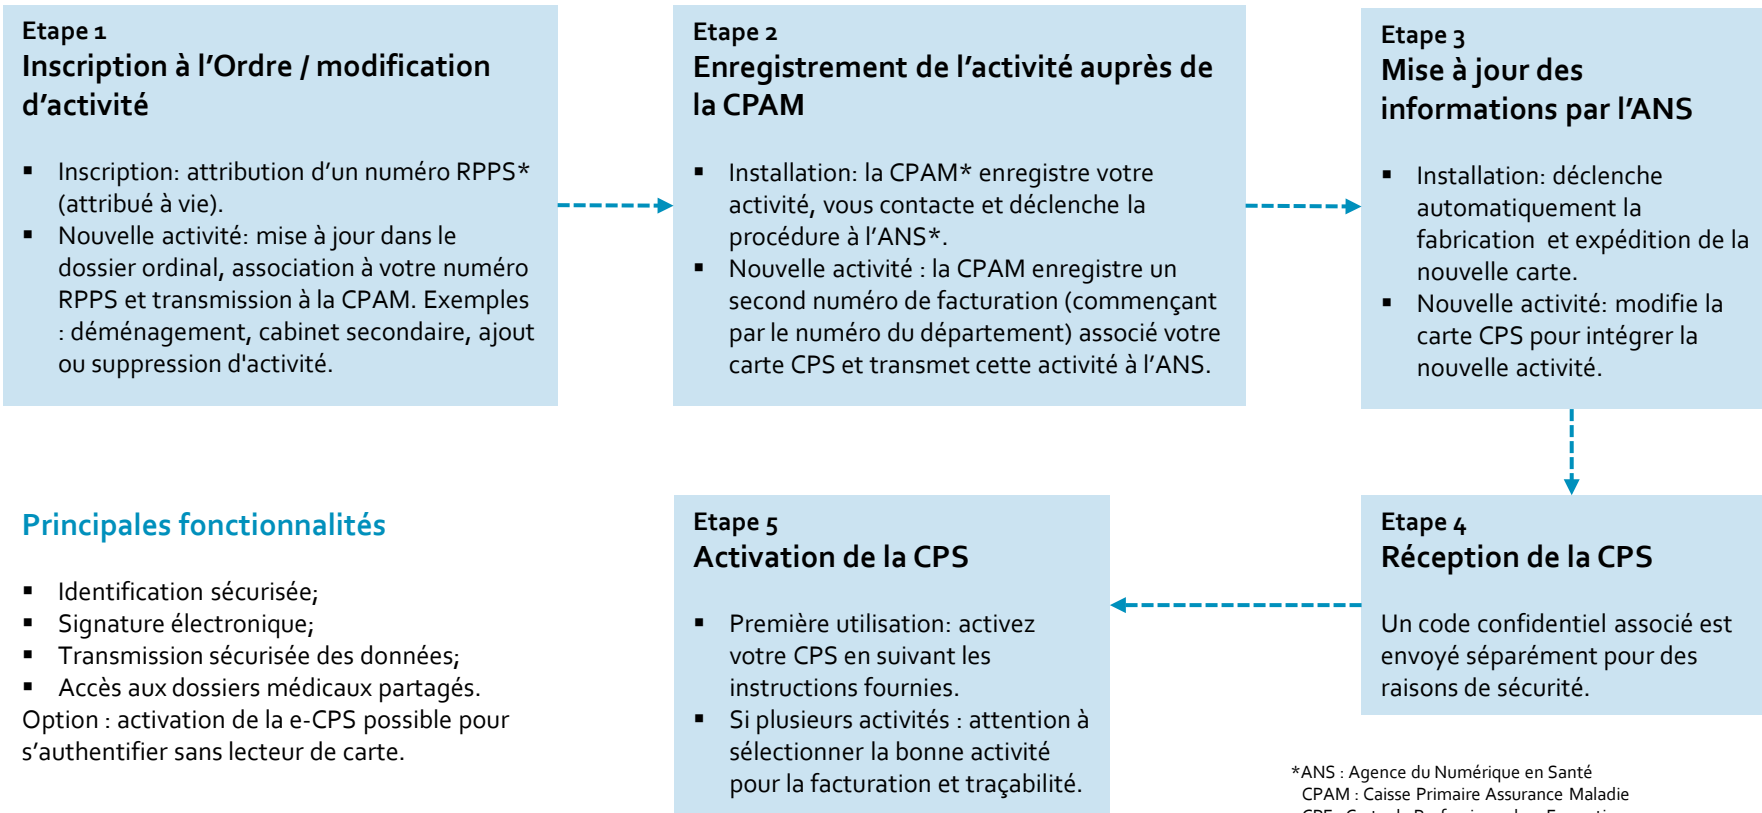 Etape 1
Inscription à l'Ordre / modification
d'activité
▪ Inscription: attribution d'un numéro RPPS*
(attribué à vie).
▪ Nouvelle activité: mise à jour dans le
dossier ordinal, association à votre numéro
RPPS et transmission à la CPAM. Exemples
: déménagement, cabinet secondaire, ajout
ou suppression d'activité.
Etape 2
Enregistrement de l'activité auprès de
la CPAM
▪ Installation: la CPAM* enregistre votre
activité, vous contacte et déclenche la
procédure à l'ANS*.
▪ Nouvelle activité : la CPAM enregistre un
second numéro de facturation (commençant
par le numéro du département) associé votre
carte CPS et transmet cette activité à l'ANS.
Etape 3
Mise à jour des
informations par l'ANS
▪ Installation: déclenche
automatiquement la
fabrication et expédition de la
nouvelle carte.
▪ Nouvelle activité: modifie la
carte CPS pour intégrer la
nouvelle activité.
Etape 4
Réception de la CPS
Un code confidentiel associé est
envoyé séparément pour des
raisons de sécurité.
Etape 5
Activation de la CPS
▪ Première utilisation: activez
votre CPS en suivant les
instructions fournies.
▪ Si plusieurs activités : attention à
sélectionner la bonne activité
pour la facturation et traçabilité.
Principales fonctionnalités
▪ Identification sécurisée;
▪ Signature électronique;
▪ Transmission sécurisée des données;
▪ Accès aux dossiers médicaux partagés.
Option : activation de la e-CPS possible pour
s'authentifier sans lecteur de carte.
*ANS : Agence du Numérique en Santé
CPAM : Caisse Primaire Assurance Maladie